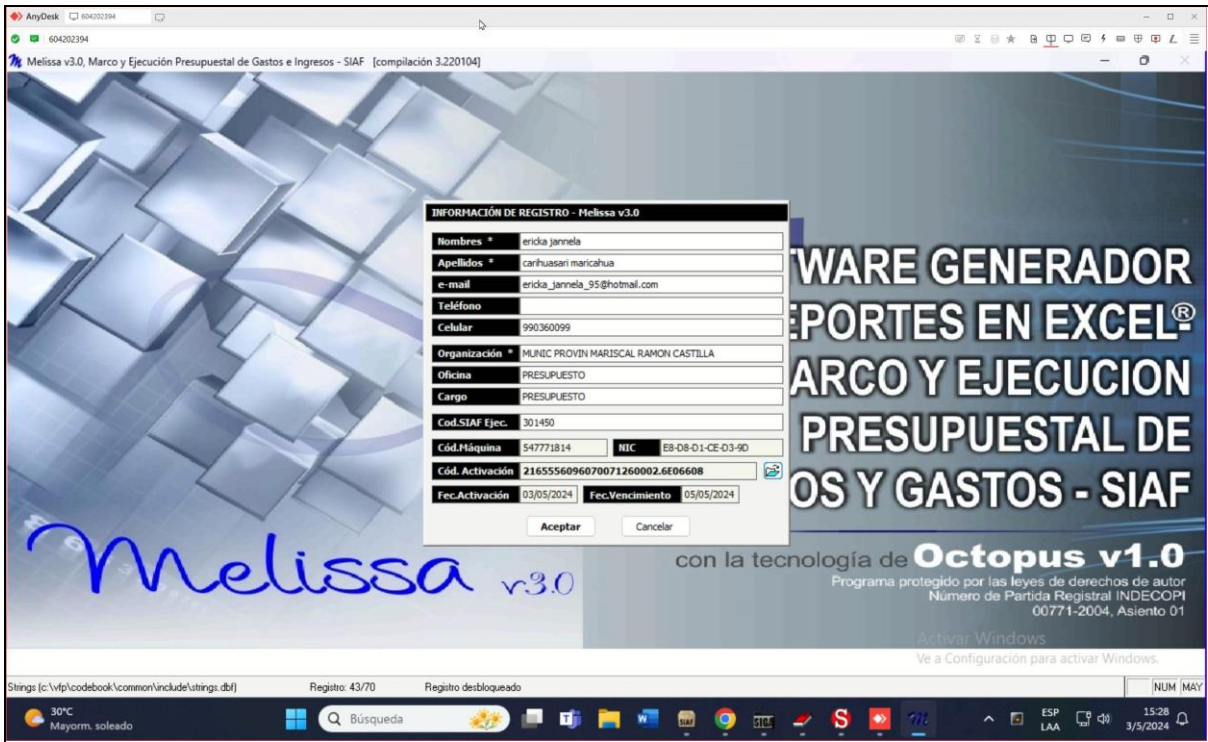 AnyDesk 604202394
604202394
Melissa v3.0, Marco y Ejecución Presupuestal de Gastos e Ingresos - SIAF [compilación 3.220104]
INFORMACIÓN DE REGISTRO - Melissa v3.0
Nombres * ericka jannela
Apellidos * carihuasari maricahua
e-mail ericka_jannela_95@hotmail.com
Teléfono
Celular 990360099
Organización * MUNIC PROVIN MARISCAL RAMON CASTILLA
Oficina PRESUPUESTO
Cargo PRESUPUESTO
Cod.SIAF Ejec. 301450
Cód.Máquina 547771814 NIC E8-D8-D1-CE-D3-9D
Cód. Activación 2165556096070071260002.6E06608
Fec.Activación 03/05/2024 Fec.Vencimiento 05/05/2024
Aceptar Cancelar
WARE GENERADOR
EPORTES EN EXCEL®
ARCO Y EJECUCION
PRESUPUESTAL DE
OS Y GASTOS - SIAF
Melissa v3.0
con la tecnología de Octopus v1.0
Programa protegido por las leyes de derechos de autor
Número de Partida Registral INDECOPI
00771-2004, Asiento 01
Activar Windows
Ve a Configuración para activar Windows.
Strings (c:\vfp\codebook\common\include\strings.dbf) Registro: 43/70 Registro desbloqueado NUM MAY
30°C
Mayorm. soleado
Búsqueda
SIAF
ESP
LAA
15:28
3/5/2024